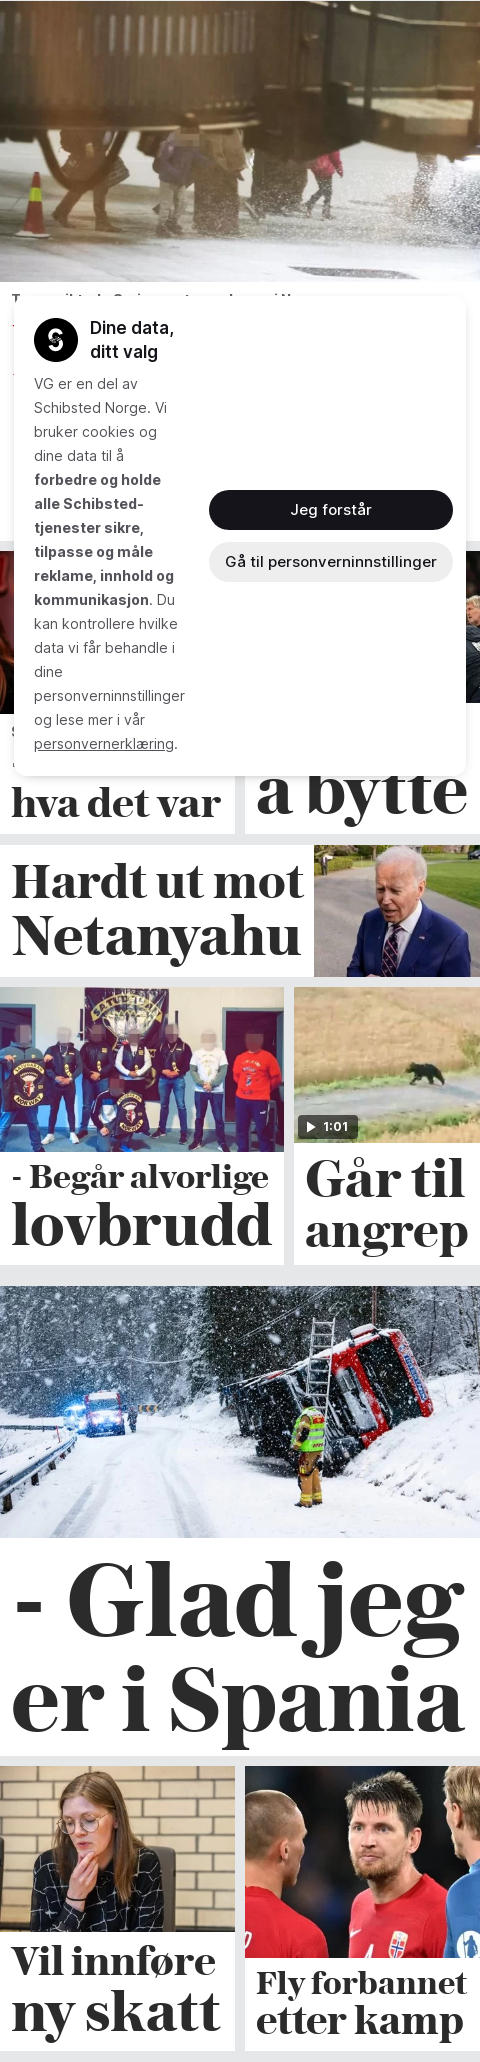 Dine data,
ditt valg
VG er en del av
Schibsted Norge. Vi
bruker cookies og
dine data til å
forbedre og holde
alle Schibsted-
tjenester sikre,
tilpasse og måle
reklame, innhold og
kommunikasjon. Du
kan kontrollere hvilke
data vi får behandle i
dine
personverninnstillinger
og lese mer i vår
personvernerklæring.
Jeg forstår
Gå til personverninnstillinger
hva det var
å bytte
Hardt ut mot
Netanyahu
NORWAY
NORWAY
- Begår alvorlige
lovbrudd
1:01
Går til
angrep
- Glad jeg
er i Spania
Vil innføre
ny skatt
Fly forbannet
etter kamp